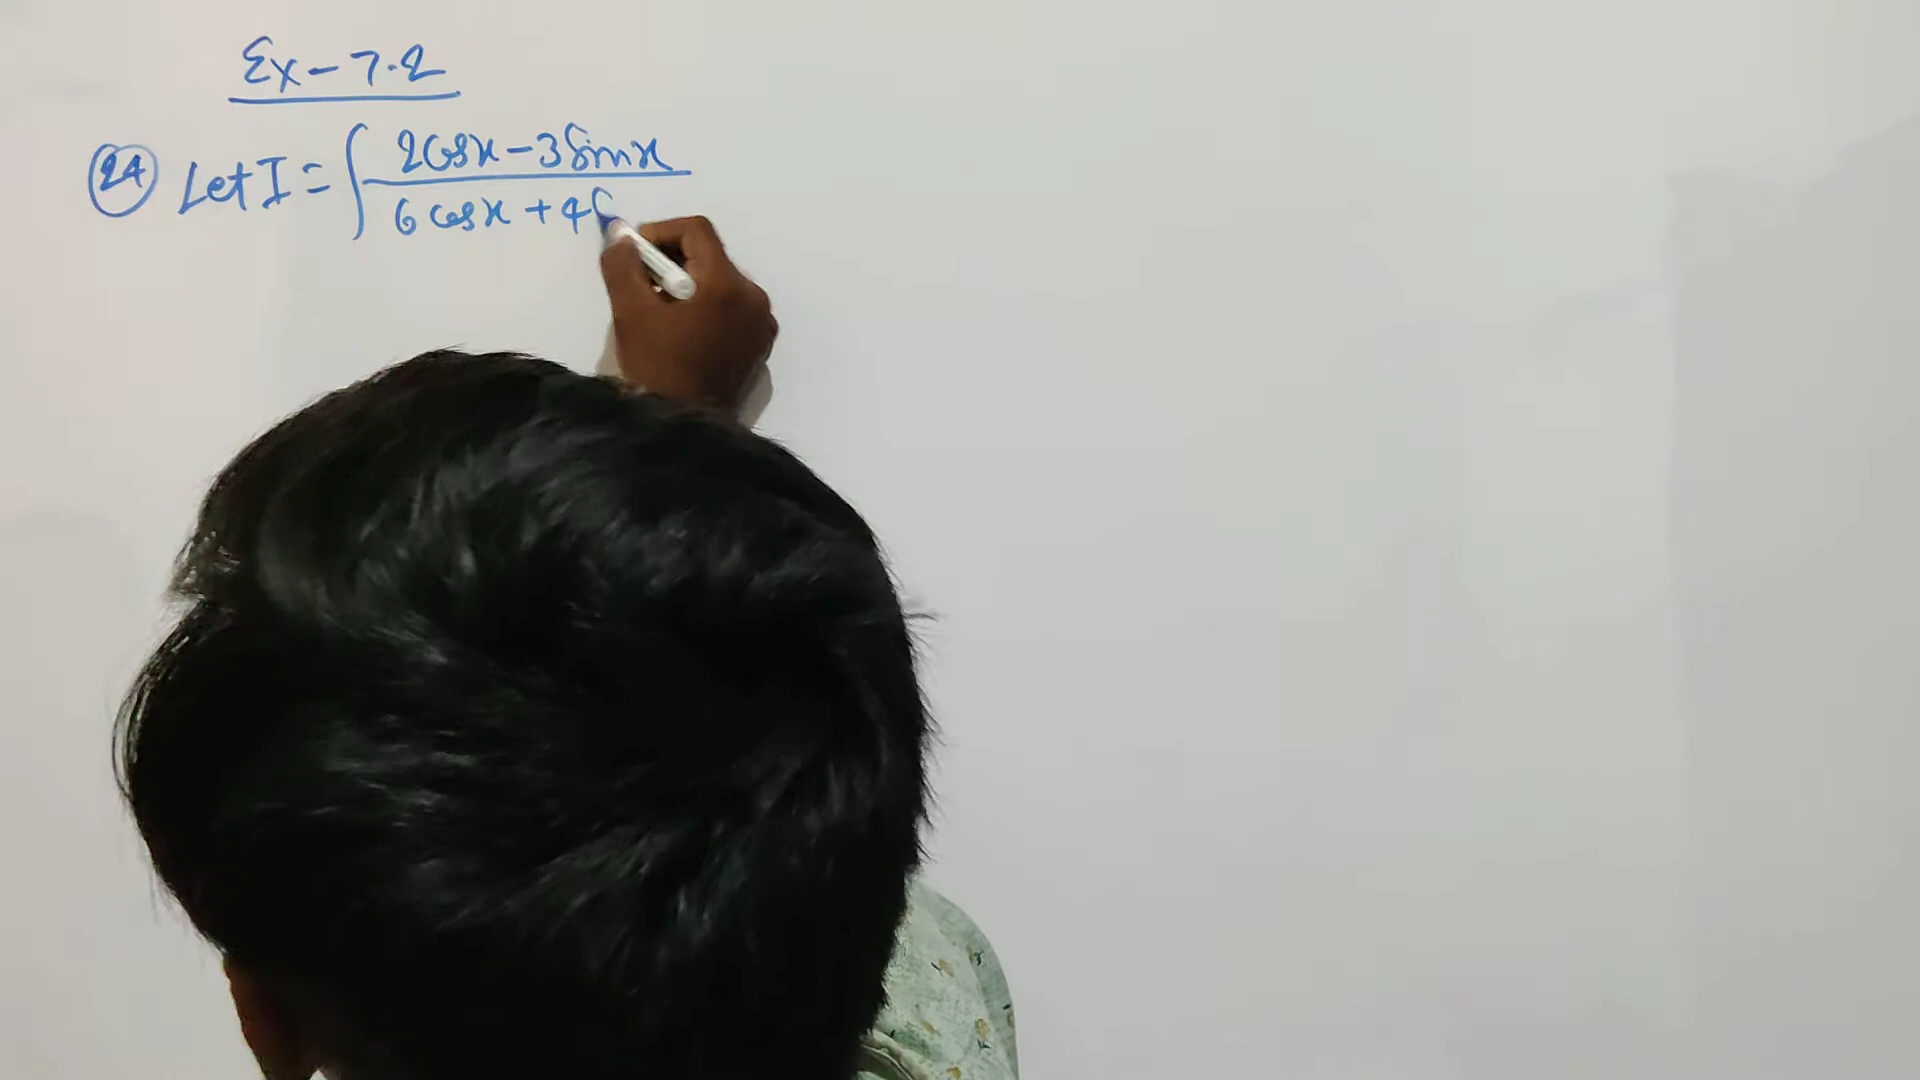 Ex-7.2
24 Let I = ∫ 2cosx-3sinx
6cosx+4